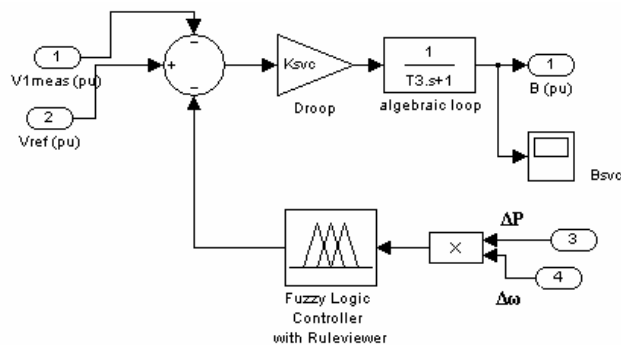 1
V1meas (pu)
2
Vref (pu)
−
+
−
Ksvc
Droop
1
T3.s+1
algebraic loop
1
B (pu)
Bsvc
Fuzzy Logic
Controller
with Ruleviewer
×
ΔP
3
4
Δω